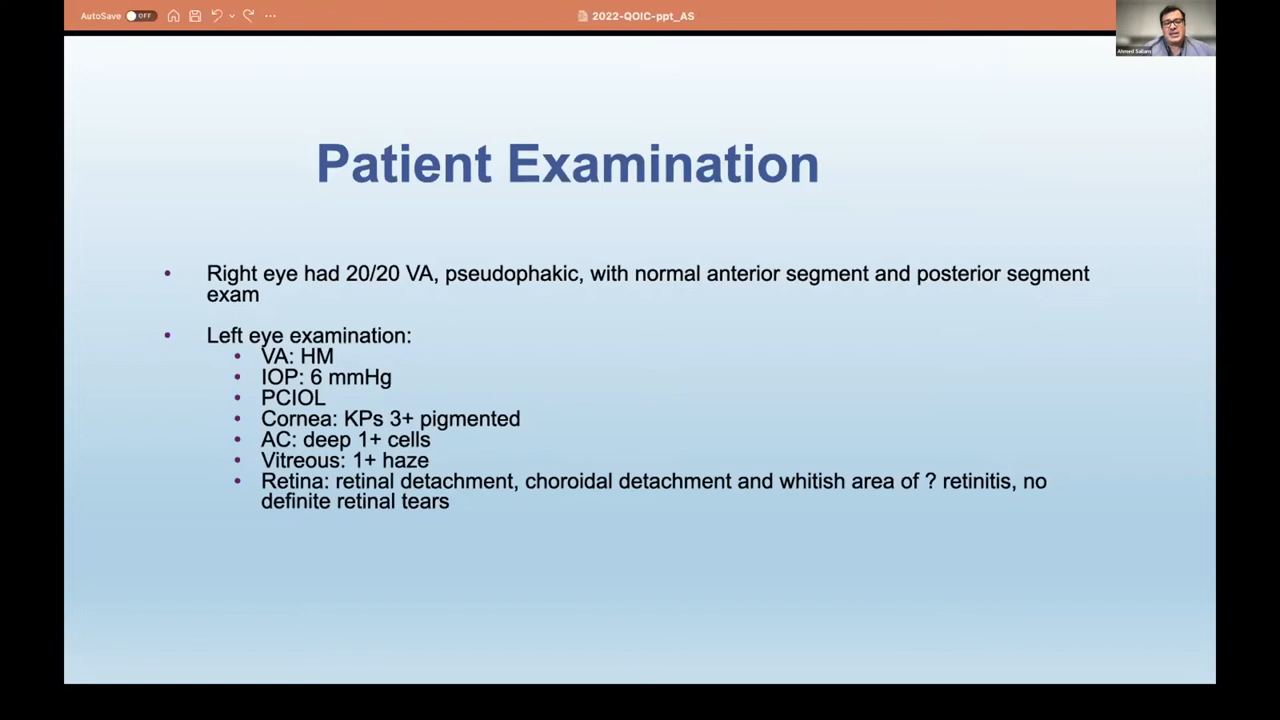 AutoSave OFF
2022-QOIC-ppt_AS
Ahmed Sallam
Patient Examination
• Right eye had 20/20 VA, pseudophakic, with normal anterior segment and posterior segment
exam
• Left eye examination:
• VA: HM
• IOP: 6 mmHg
• PCIOL
• Cornea: KPs 3+ pigmented
• AC: deep 1+ cells
• Vitreous: 1+ haze
• Retina: retinal detachment, choroidal detachment and whitish area of ? retinitis, no
definite retinal tears